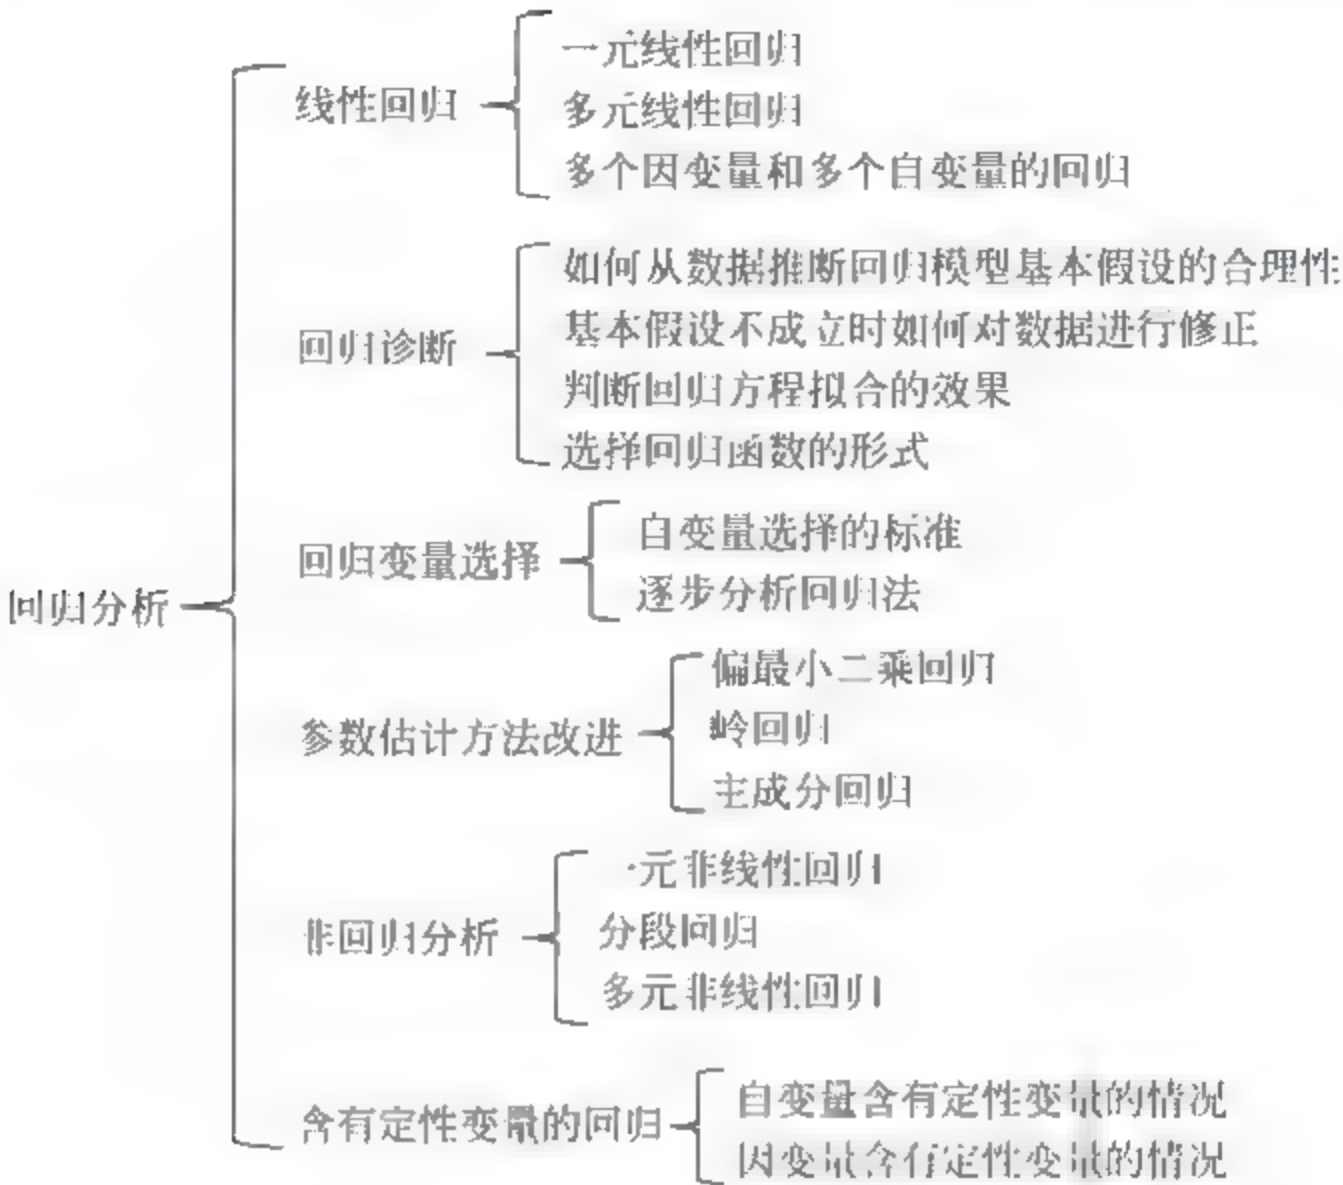 线性回归
一元线性回归
多元线性回归
多个因变量和多个自变量的回归
回归诊断
如何从数据推断回归模型基本假设的合理性
基本假设不成立时如何对数据进行修正
判断回归方程拟合的效果
选择回归函数的形式
回归分析
回归变量选择
自变量选择的标准
逐步分析回归法
参数估计方法改进
偏最小二乘回归
岭回归
主成分回归
非回归分析
一元非线性回归
分段回归
多元非线性回归
含有定性变量的回归
自变量含有定性变量的情况
因变量含有定性变量的情况